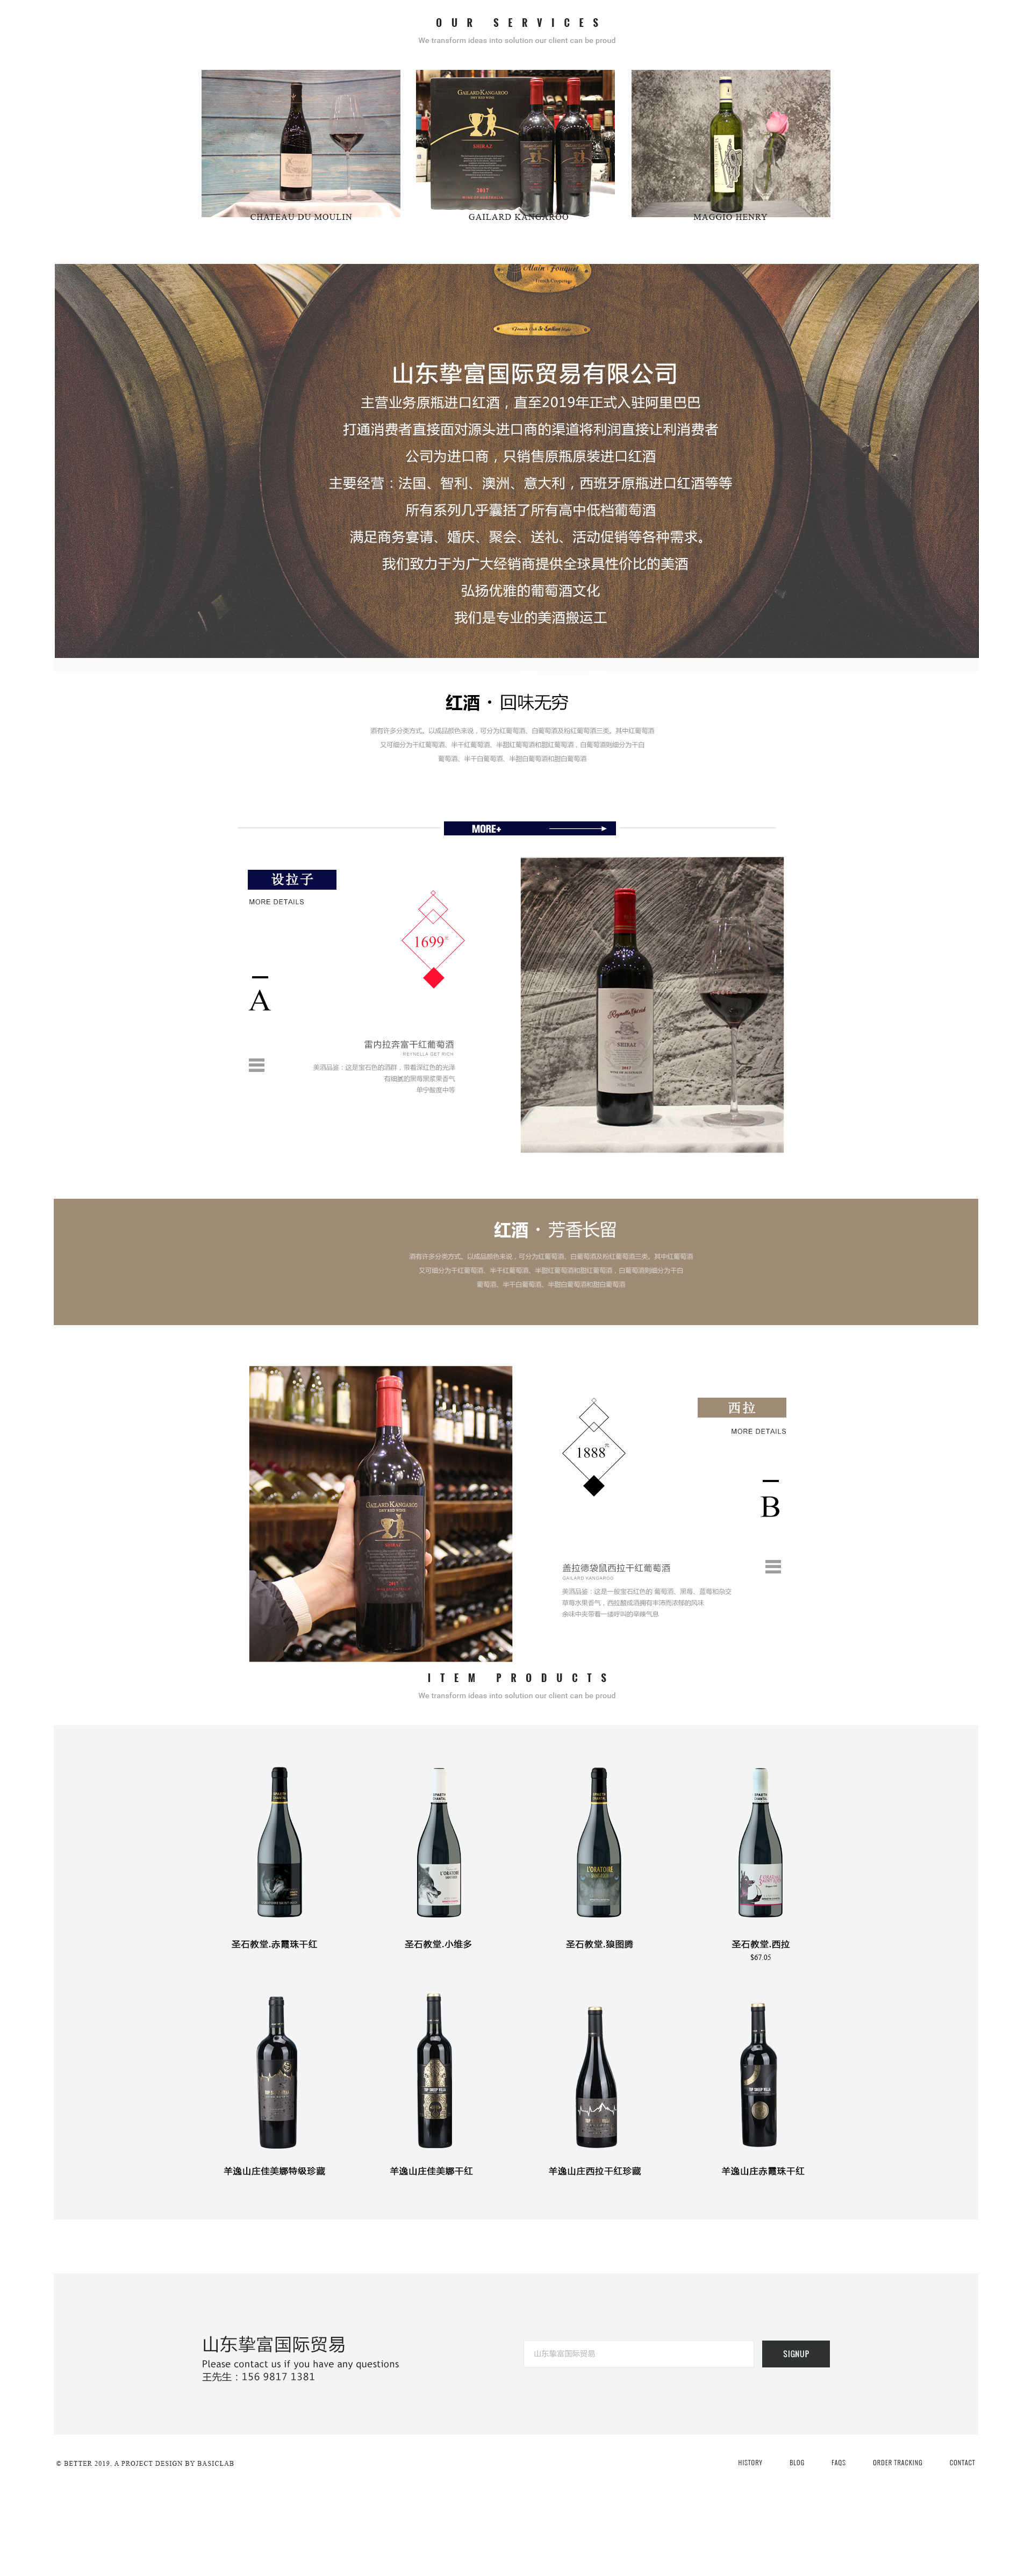 OUR SERVICES
We transform ideas into solution our client can be proud
GAILARD KANGAROO
DRY RED WINE
SHIRAZ
2017
WINE OF AUSTRALIA
CHATEAU DU MOULIN
GAILARD KANGAROO
MAGGIO HENRY
Alain Fouquet
French Cooperage
山东挚富国际贸易有限公司
主营业务原瓶进口红酒，直至2019年正式入驻阿里巴巴
打通消费者直接面对源头进口商的渠道将利润直接让利消费者
公司为进口商，只销售原瓶原装进口红酒
主要经营：法国、智利、澳洲、意大利，西班牙原瓶进口红酒等等
所有系列几乎囊括了所有高中低档葡萄酒
满足商务宴请、婚庆、聚会、送礼、活动促销等各种需求。
我们致力于为广大经销商提供全球具性价比的美酒
弘扬优雅的葡萄酒文化
我们是专业的美酒搬运工
红酒 · 回味无穷
酒有许多分类方式。以成品颜色来说，可分为红葡萄酒、白葡萄酒及粉红葡萄酒三类。其中红葡萄酒
又可细分为干红葡萄酒、半干红葡萄酒、半甜红葡萄酒和甜红葡萄酒，白葡萄酒则细分为干白
葡萄酒、半干白葡萄酒、半甜白葡萄酒和甜白葡萄酒
MORE+
设拉子
MORE DETAILS
1699
A
雷内拉奔富干红葡萄酒
REYNELLA GET RICH
美酒品鉴：这是宝石色的酒群，带着深红色的光泽
有细腻的黑莓黑浆果香气
单宁酸度中等
SHIRAZ
2017
红酒 · 芳香长留
酒有许多分类方式。以成品颜色来说，可分为红葡萄酒、白葡萄酒及粉红葡萄酒三类。其中红葡萄酒
又可细分为干红葡萄酒、半干红葡萄酒、半甜红葡萄酒和甜红葡萄酒，白葡萄酒则细分为干白
葡萄酒、半干白葡萄酒、半甜白葡萄酒和甜白葡萄酒
GAILARD KANGAROO
DRY RED WINE
SHIRAZ
2017
1888
西拉
MORE DETAILS
B
盖拉德袋鼠西拉干红葡萄酒
GAILARD KANGAROO
美酒品鉴：这是一般宝石红色的 葡萄酒、黑莓、蓝莓和杂交
草莓水果香气，西拉酿成酒拥有丰沛而浓郁的风味
余味中夹带着一缕呼叫的辛辣气息
ITEM PRODUCTS
We transform ideas into solution our client can be proud
L'ORATOIRE
L'ORATOIRE
圣石教堂.赤霞珠干红
圣石教堂.小维多
圣石教堂.狼图腾
圣石教堂.西拉
$67.05
羊逸山庄佳美娜特级珍藏
羊逸山庄佳美娜干红
羊逸山庄西拉干红珍藏
羊逸山庄赤霞珠干红
山东挚富国际贸易
Please contact us if you have any questions
王先生：156 9817 1381
山东挚富国际贸易
SIGNUP
© BETTER 2019. A PROJECT DESIGN BY BASICLAB
HISTORY
BLOG
FAQS
ORDER TRACKING
CONTACT